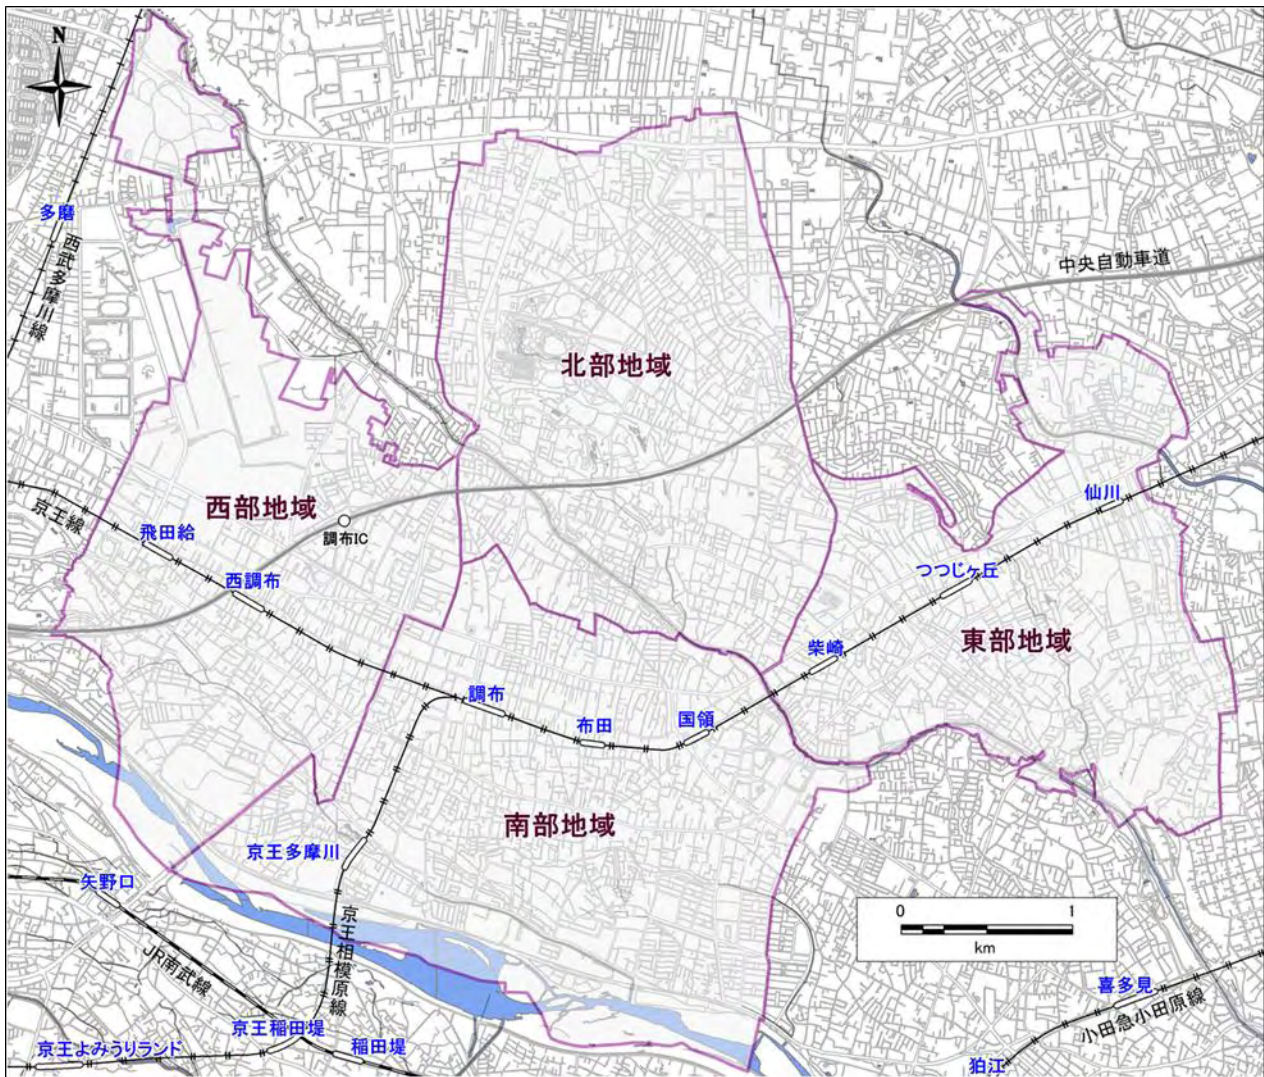 N
多磨
西武多摩川線
中央自動車道
北部地域
西部地域
調布IC
京王線
飛田給
西調布
仙川
つつじヶ丘
柴崎
東部地域
調布
布田
国領
南部地域
京王多摩川
矢野口
京王相模原線
JR南武線
0 1
km
喜多見
小田急小田原線
京王稲田堤
稲田堤
京王よみうりランド
狛江